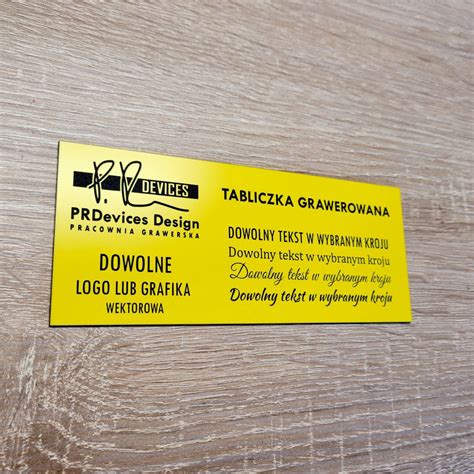 P. R. DEVICES
PRDevices Design
PRACOWNIA GRAWERSKA
DOWOLNE
LOGO LUB GRAFIKA
WEKTOROWA
TABLICZKA GRAWEROWANA
DOWOLNY TEKST W WYBRANYM KROJU
Dowolny tekst w wybranym kroju
Dowolny tekst w wybranym kroju
Dowolny tekst w wybranym kroju